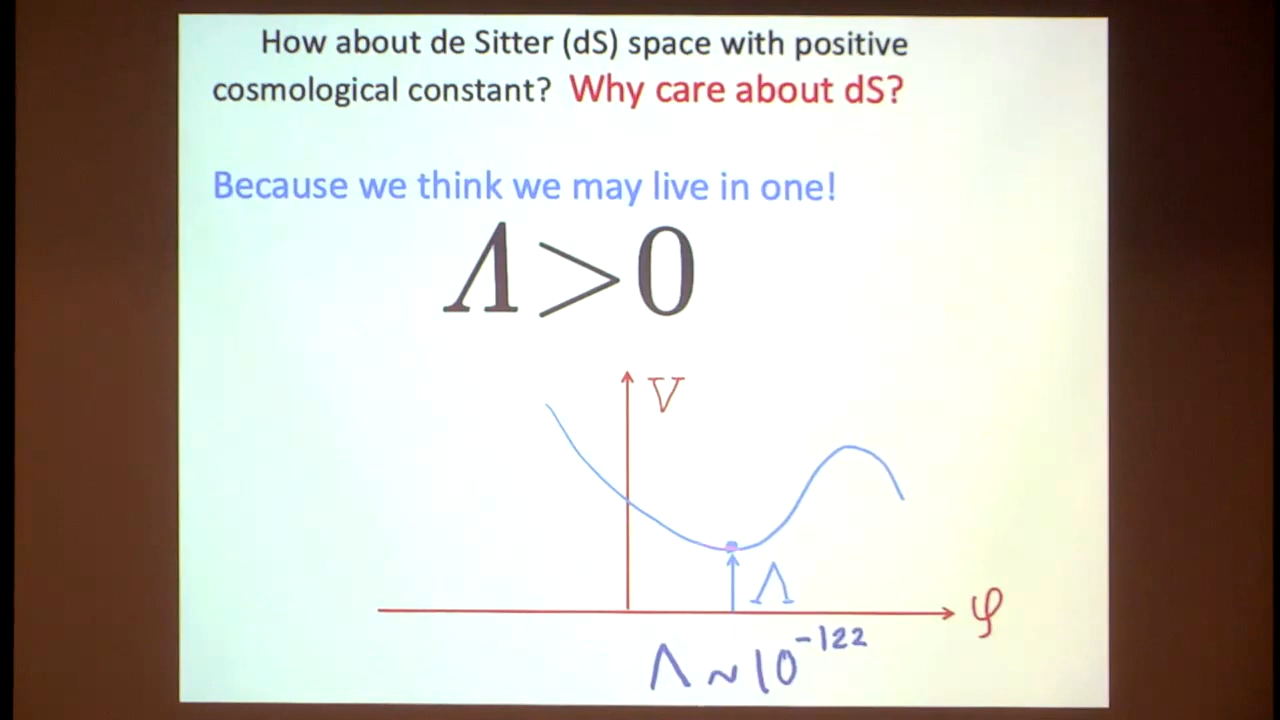 How about de Sitter (dS) space with positive
cosmological constant? Why care about dS?
Because we think we may live in one!
Λ>0
V
Λ
φ
Λ~10^-122